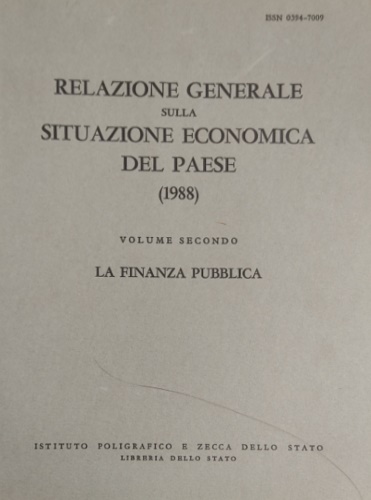 ISSN 0394-7009
RELAZIONE GENERALE
SULLA
SITUAZIONE ECONOMICA
DEL PAESE
(1988)
VOLUME SECONDO
LA FINANZA PUBBLICA
ISTITUTO POLIGRAFICO E ZECCA DELLO STATO
LIBRERIA DELLO STATO